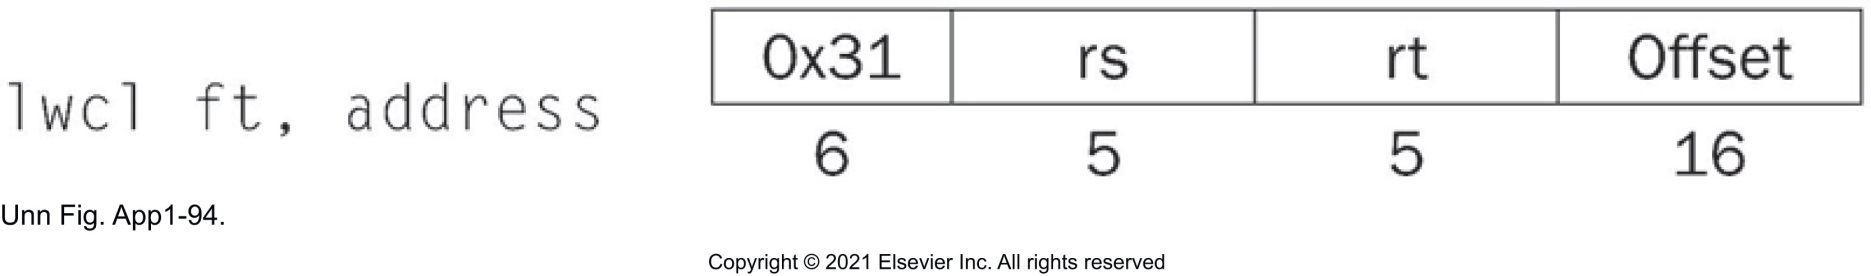 lwcl ft, address
0x31 rs rt Offset
6 5 5 16
Unn Fig. App1-94.
Copyright © 2021 Elsevier Inc. All rights reserved